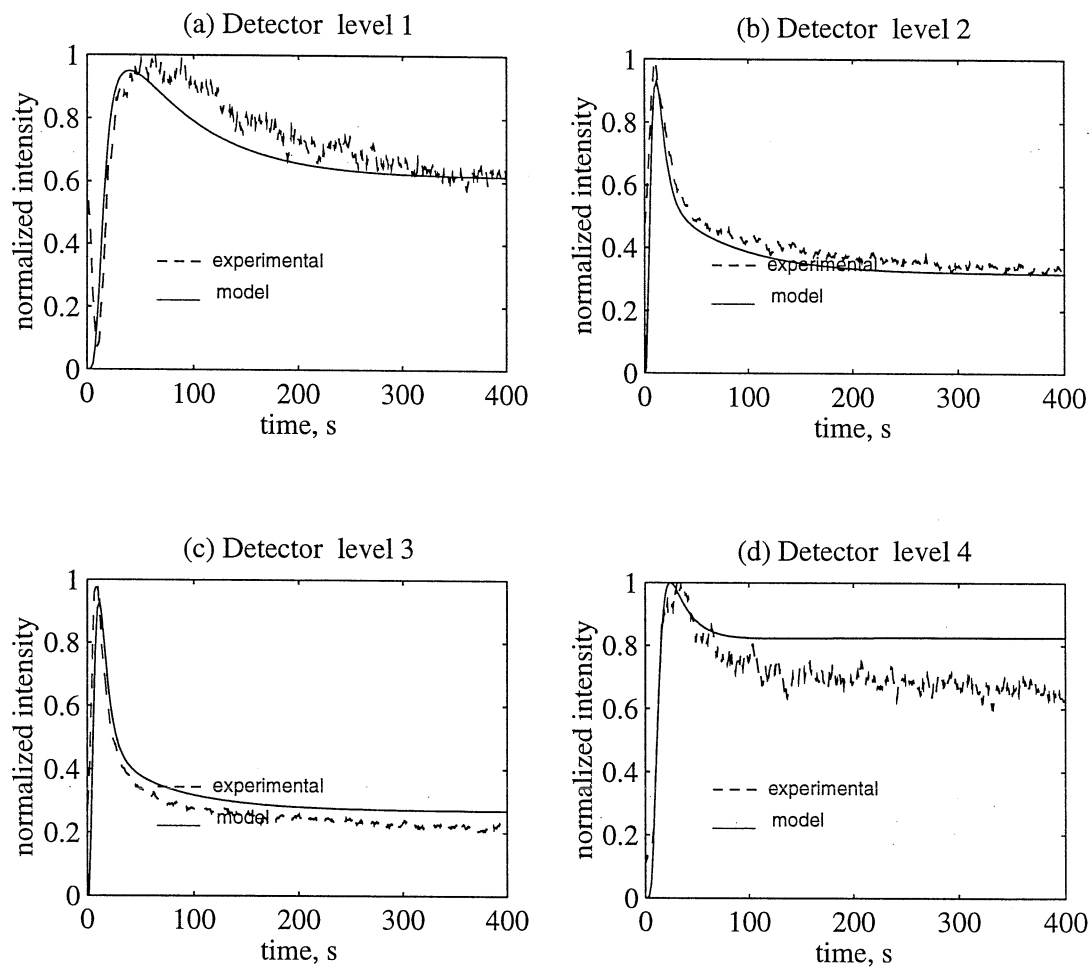 (a) Detector level 1
normalized intensity
1
0.8
0.6
0.4
0.2
0
experimental
model
0 100 200 300 400
time, s
(b) Detector level 2
normalized intensity
1
0.8
0.6
0.4
0.2
0
experimental
model
0 100 200 300 400
time, s
(c) Detector level 3
normalized intensity
1
0.8
0.6
0.4
0.2
0
experimental
model
0 100 200 300 400
time, s
(d) Detector level 4
normalized intensity
1
0.8
0.6
0.4
0.2
0
experimental
model
0 100 200 300 400
time, s